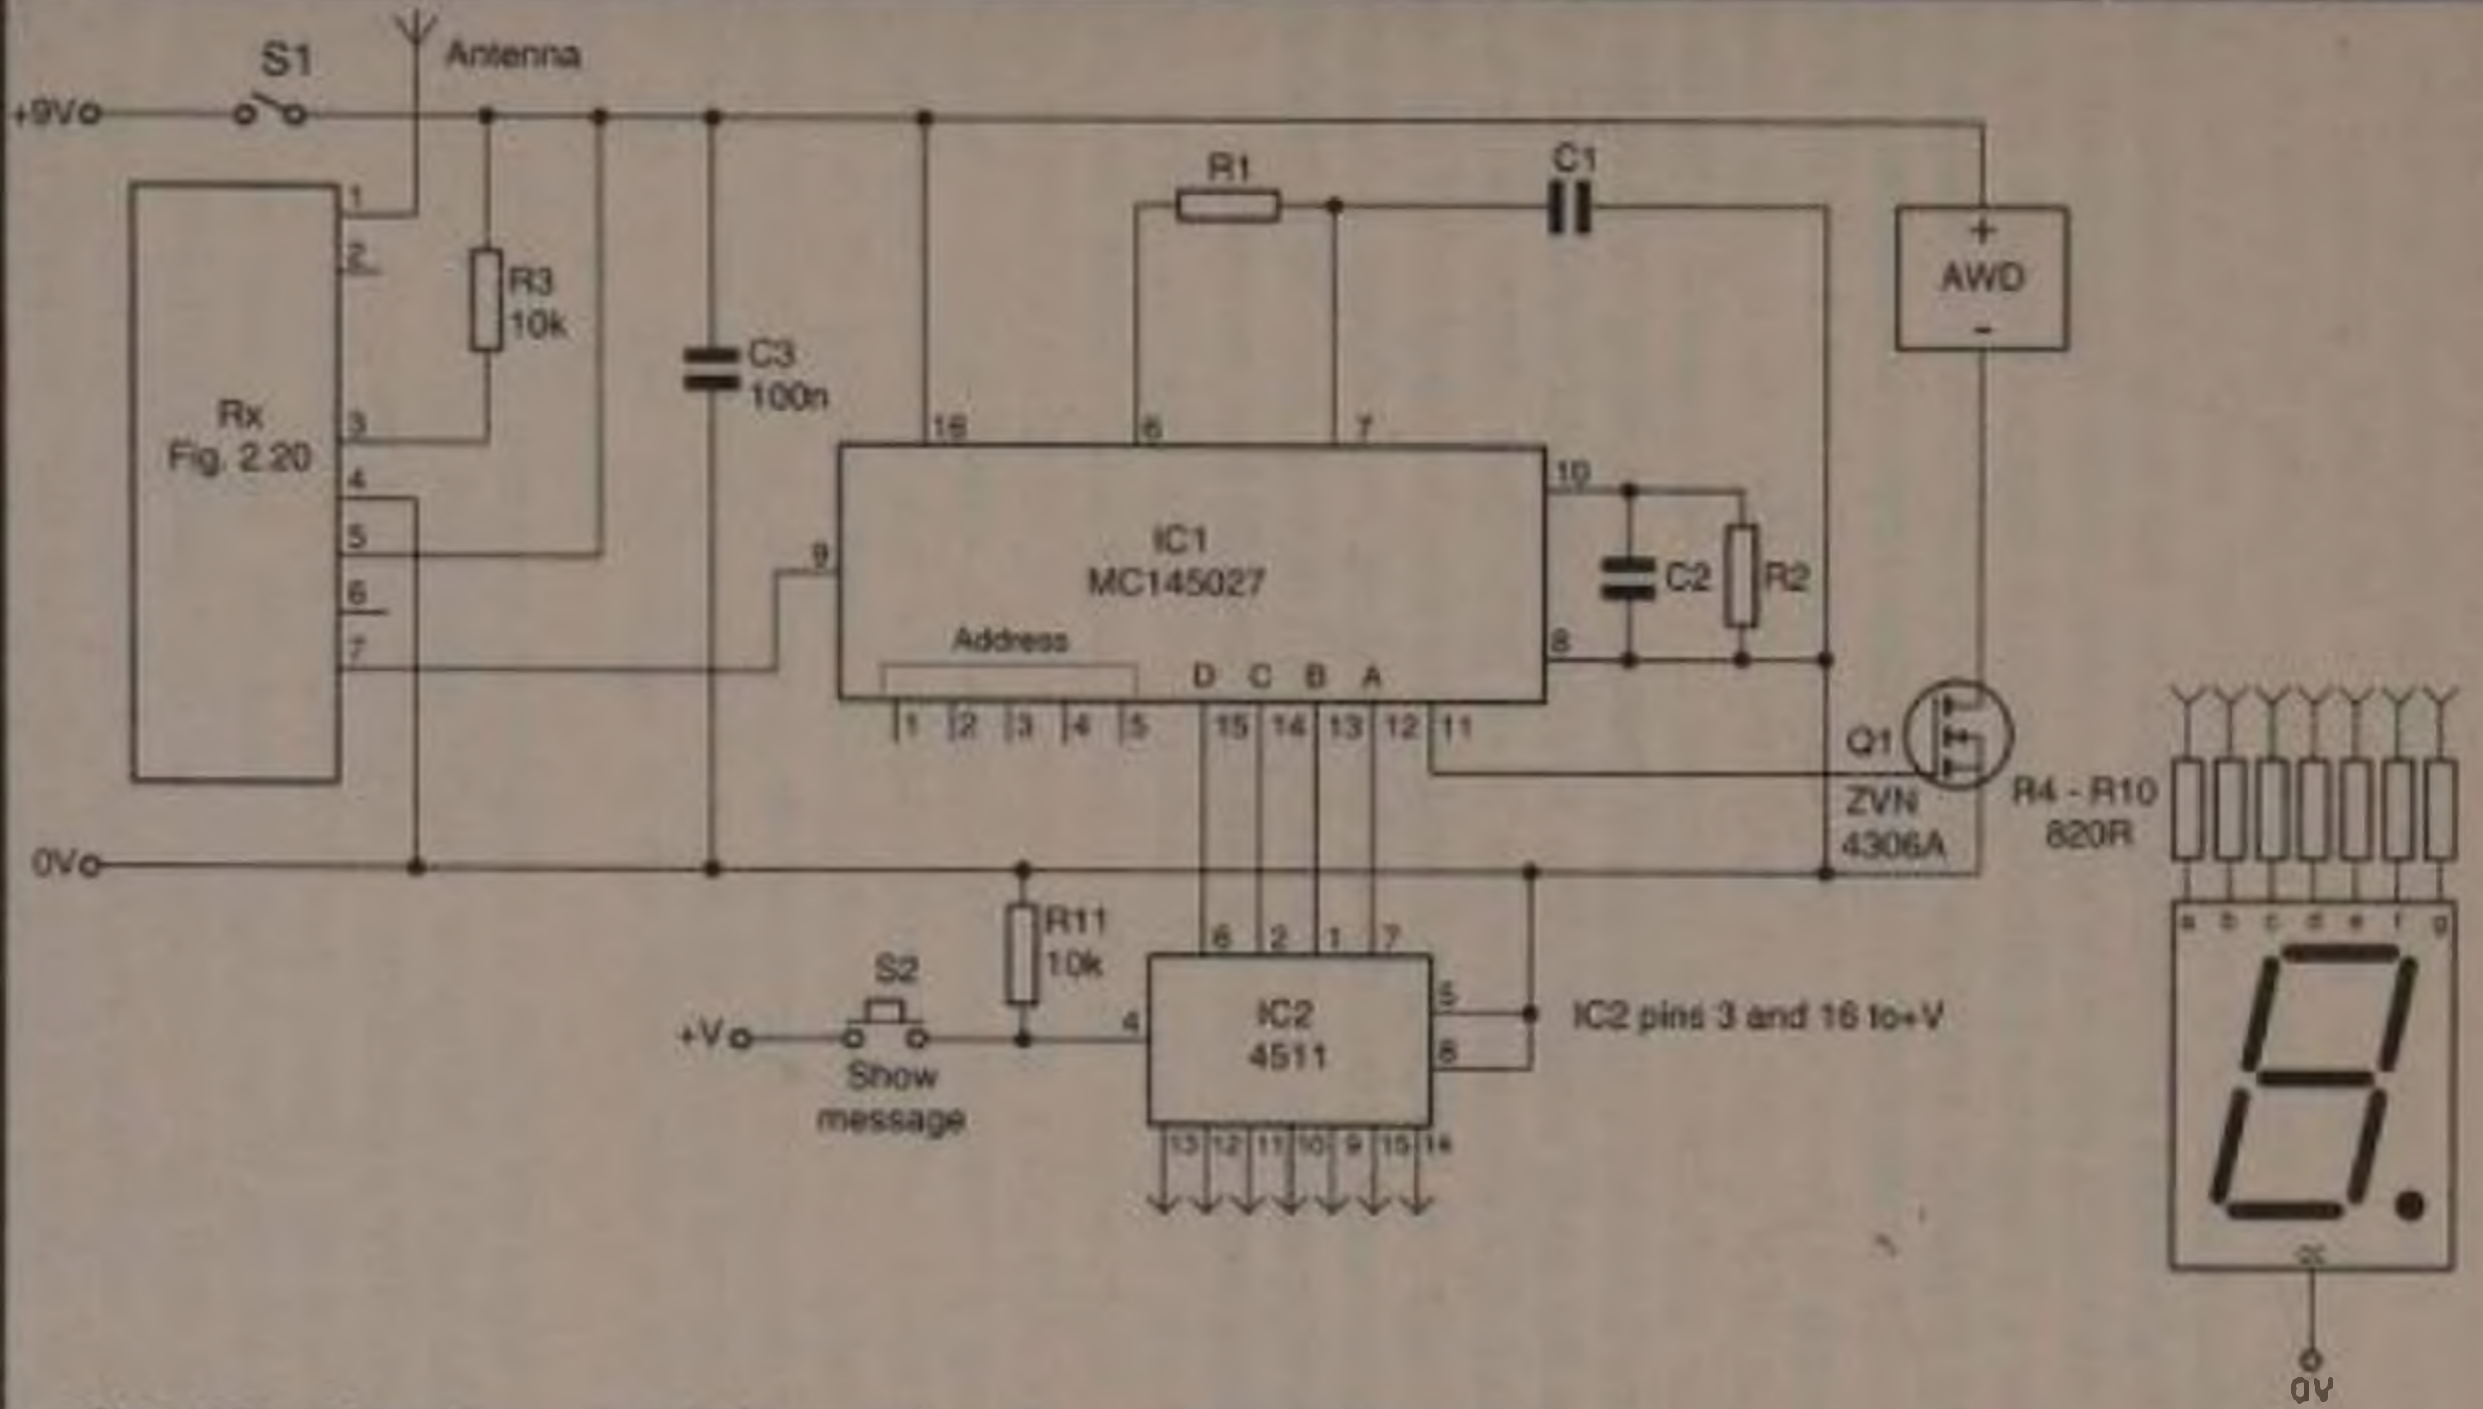 S1
Antenna
+9V
R1
C1
1
2
R3
10k
+
AWD
-
C3
100n
Rx
Fig. 2.20
3
4
5
6
7
16
6
7
10
9
IC1
MC145027
C2
R2
8
Address
D C B A
1 2 3 4 5 15 14 13 12 11
Q1
ZVN
4306A
R4 - R10
820R
0V
R11
10k
a b c d e f g
6 2 1 7
S2
+V
Show
message
4
IC2
4511
5
8
IC2 pins 3 and 16 to+V
13 12 11 10 9 15 14
0V